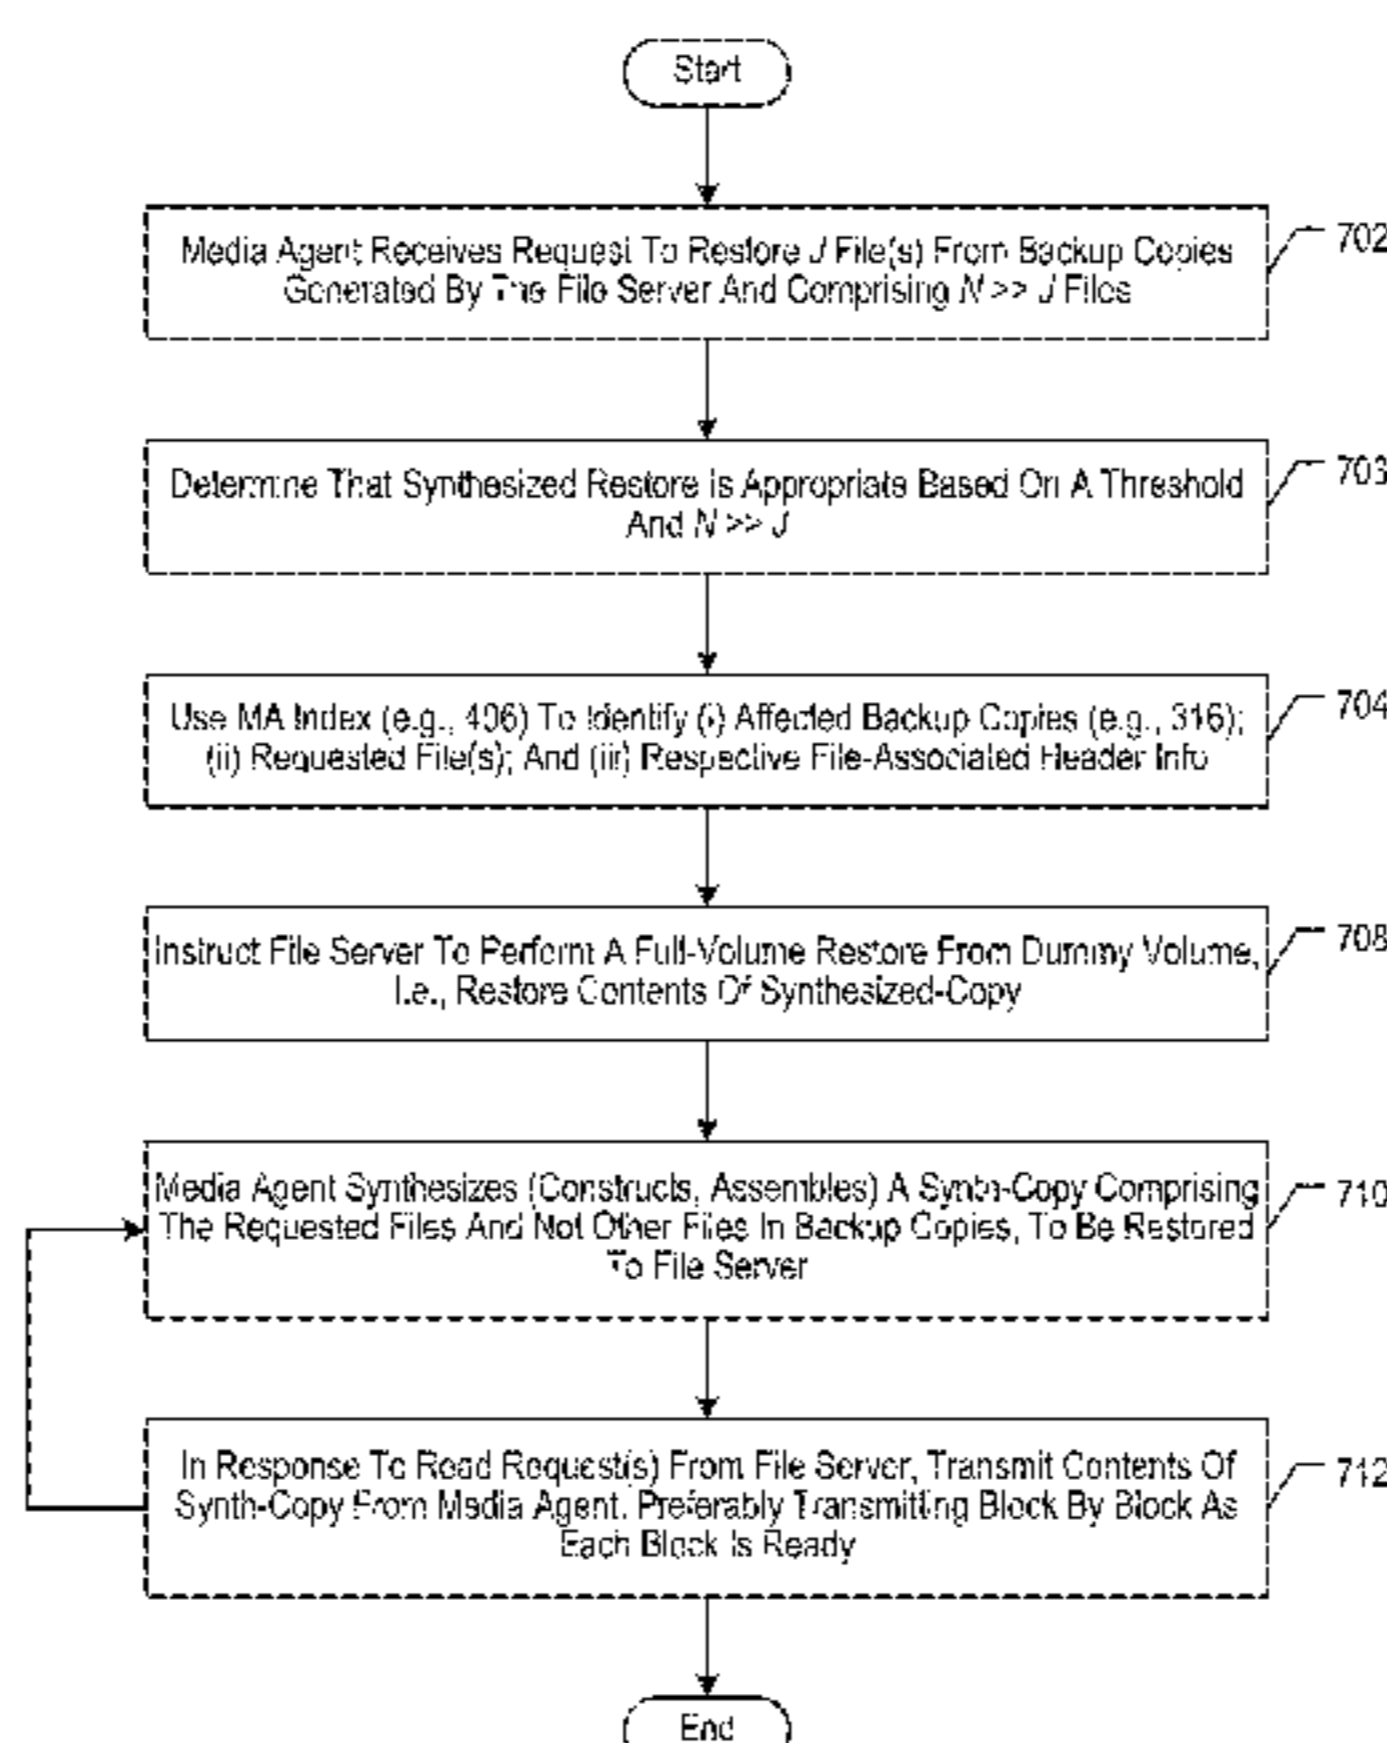 Start
Media Agent Receives Request To Restore J File(s) From Backup Copies
Generated By The File Server And Comprising N >> J Files
702
Determine That Synthesized Restore Is Appropriate Based On A Threshold
And N >> J
703
Use MA Index (e.g., 406) To Identify (i) Affected Backup Copies (e.g., 316);
(ii) Requested File(s); And (iii) Respective File-Associated Header Info
704
Instruct File Server To Perform A Full-Volume Restore From Dummy Volume,
I.e., Restore Contents Of Synthesized-Copy
708
Media Agent Synthesizes (Constructs, Assembles) A Synth-Copy Comprising
The Requested Files And Not Other Files In Backup Copies, To Be Restored
To File Server
710
In Response To Read Request(s) From File Server, Transmit Contents Of
Synth-Copy From Media Agent, Preferably Transmitting Block By Block As
Each Block Is Ready
712
End